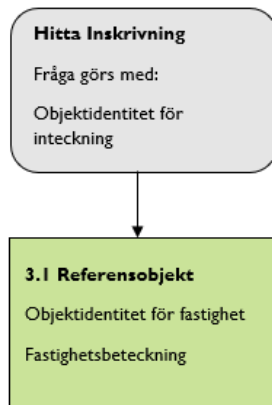 Hitta Inskrivning
Fråga görs med:
Objektidentitet för
inteckning
3.1 Referensobjekt
Objektidentitet för fastighet
Fastighetsbeteckning